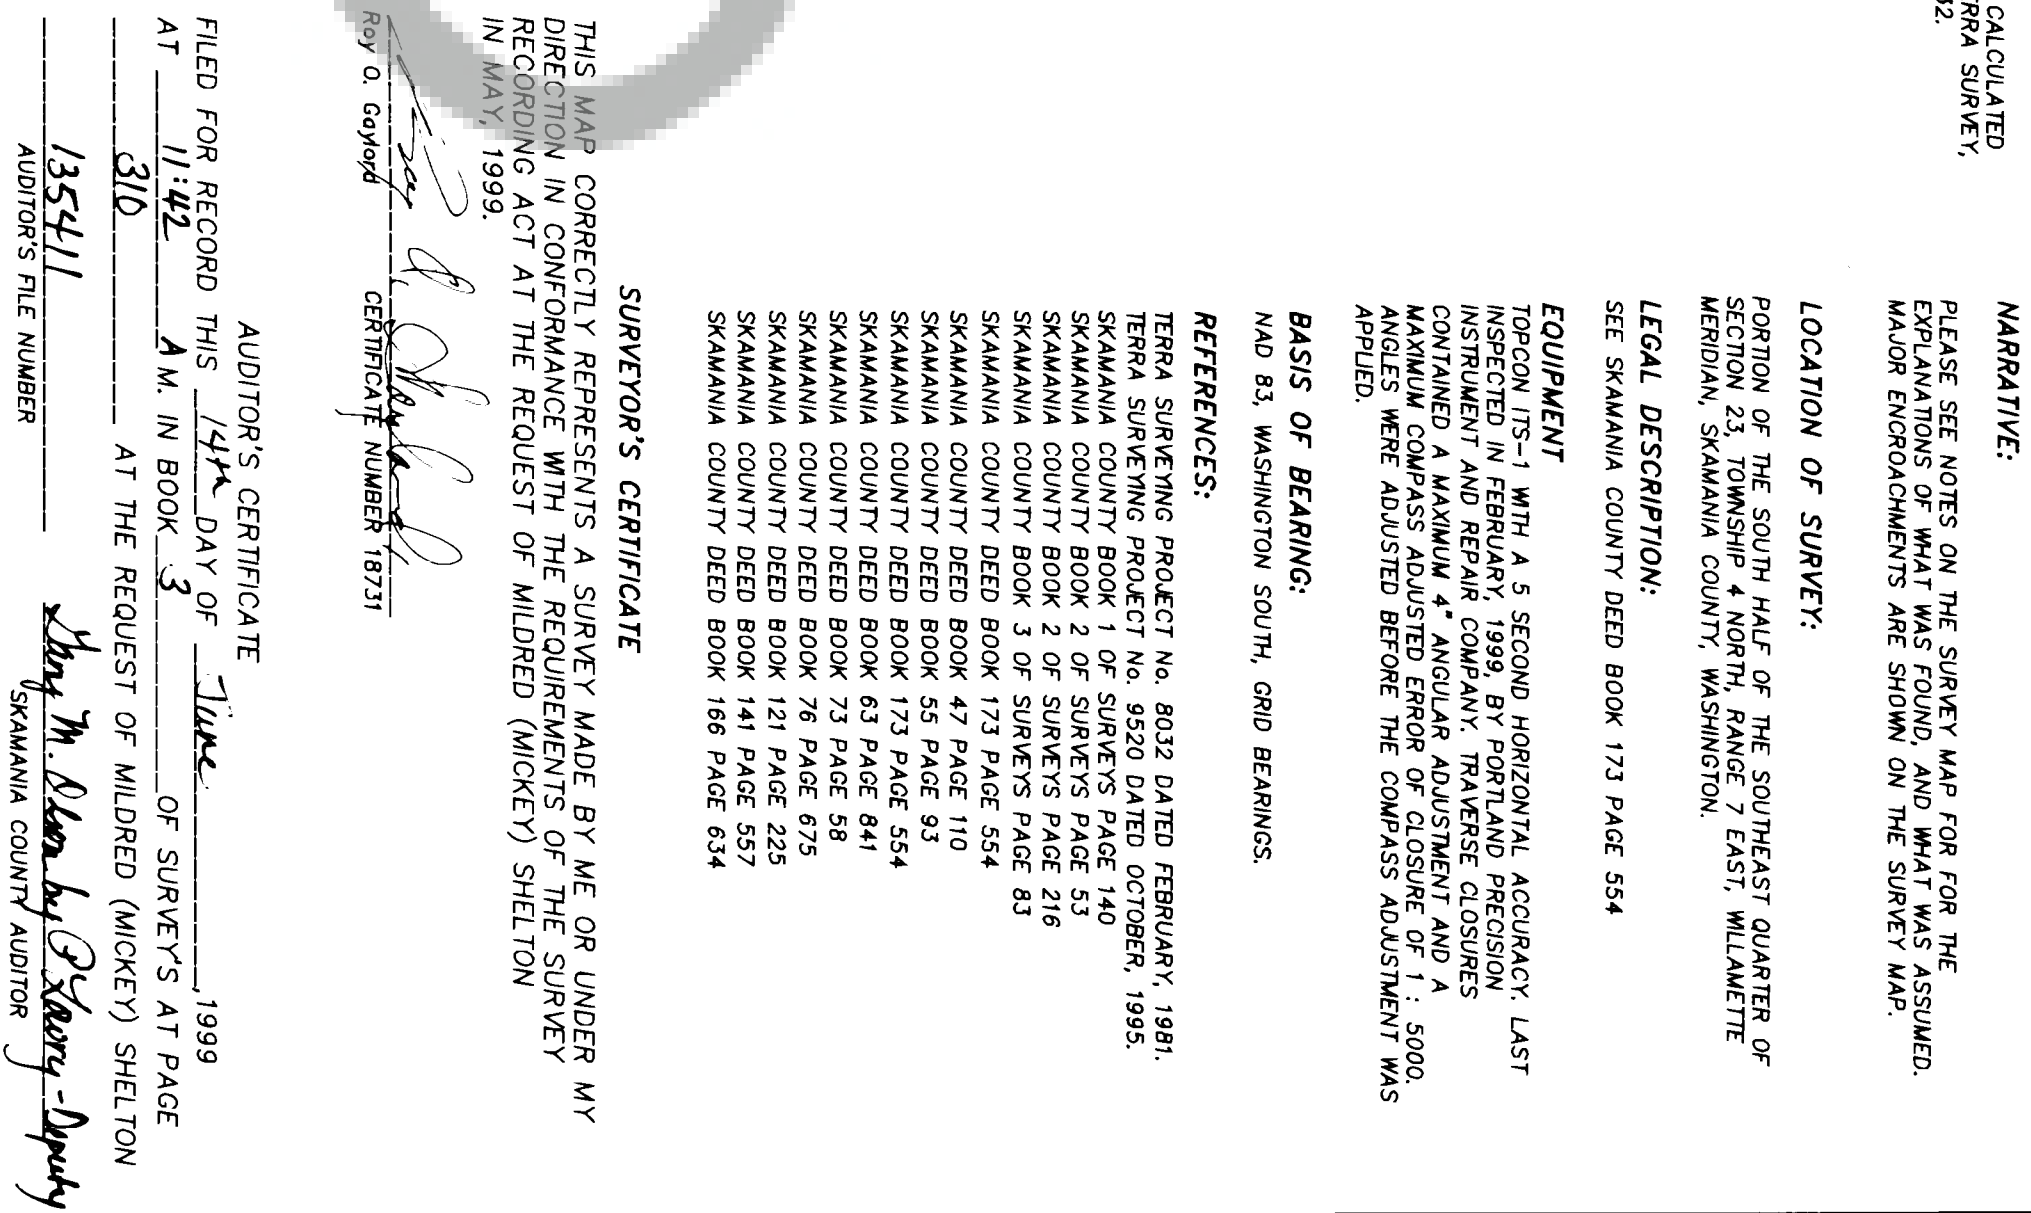 CALCULATED
RRA SURVEY,
32.
NARRATIVE:
PLEASE SEE NOTES ON THE SURVEY MAP FOR FOR THE
EXPLANATIONS OF WHAT WAS FOUND, AND WHAT WAS ASSUMED.
MAJOR ENCROACHMENTS ARE SHOWN ON THE SURVEY MAP.
LOCATION OF SURVEY:
PORTION OF THE SOUTH HALF OF THE SOUTHEAST QUARTER OF
SECTION 23, TOWNSHIP 4 NORTH, RANGE 7 EAST, WILLAMETTE
MERIDIAN, SKAMANIA COUNTY, WASHINGTON.
LEGAL DESCRIPTION:
SEE SKAMANIA COUNTY DEED BOOK 173 PAGE 554
EQUIPMENT
TOPCON ITS-1 WITH A 5 SECOND HORIZONTAL ACCURACY. LAST
INSPECTED IN FEBRUARY, 1999, BY PORTLAND PRECISION
INSTRUMENT AND REPAIR COMPANY. TRAVERSE CLOSURES
CONTAINED A MAXIMUM 4" ANGULAR ADJUSTMENT AND A
MAXIMUM COMPASS ADJUSTED ERROR OF CLOSURE OF 1 : 5000.
ANGLES WERE ADJUSTED BEFORE THE COMPASS ADJUSTMENT WAS
APPLIED.
BASIS OF BEARING:
NAD 83, WASHINGTON SOUTH, GRID BEARINGS.
REFERENCES:
TERRA SURVEYING PROJECT No. 8032 DATED FEBRUARY, 1981.
TERRA SURVEYING PROJECT No. 9520 DATED OCTOBER, 1995.
SKAMANIA COUNTY BOOK 1 OF SURVEYS PAGE 140
SKAMANIA COUNTY BOOK 2 OF SURVEYS PAGE 53
SKAMANIA COUNTY BOOK 2 OF SURVEYS PAGE 216
SKAMANIA COUNTY BOOK 3 OF SURVEYS PAGE 83
SKAMANIA COUNTY DEED BOOK 173 PAGE 554
SKAMANIA COUNTY DEED BOOK 47 PAGE 110
SKAMANIA COUNTY DEED BOOK 55 PAGE 93
SKAMANIA COUNTY DEED BOOK 173 PAGE 554
SKAMANIA COUNTY DEED BOOK 63 PAGE 841
SKAMANIA COUNTY DEED BOOK 73 PAGE 58
SKAMANIA COUNTY DEED BOOK 76 PAGE 675
SKAMANIA COUNTY DEED BOOK 121 PAGE 225
SKAMANIA COUNTY DEED BOOK 141 PAGE 557
SKAMANIA COUNTY DEED BOOK 166 PAGE 634
SURVEYOR'S CERTIFICATE
THIS MAP CORRECTLY REPRESENTS A SURVEY MADE BY ME OR UNDER MY
DIRECTION IN CONFORMANCE WITH THE REQUIREMENTS OF THE SURVEY
RECORDING ACT AT THE REQUEST OF MILDRED (MICKEY) SHELTON
IN MAY, 1999.
Roy O. Gaylord CERTIFICATE NUMBER 18731
AUDITOR'S CERTIFICATE
FILED FOR RECORD THIS 14th DAY OF June, 1999
AT 11:42 A M. IN BOOK 3 OF SURVEY'S AT PAGE
310 AT THE REQUEST OF MILDRED (MICKEY) SHELTON
135411 Gary M. Olson by P Lowry - Deputy
AUDITOR'S FILE NUMBER SKAMANIA COUNTY AUDITOR